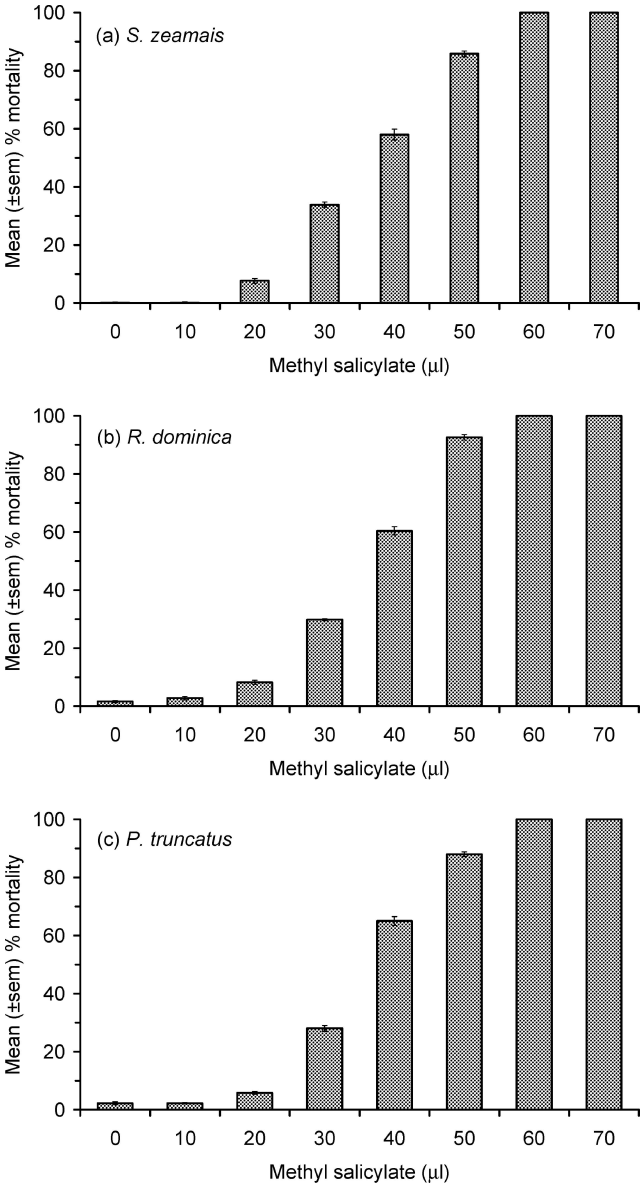 (a) S. zeamais
Mean (±sem) % mortality
100
80
60
40
20
0
0 10 20 30 40 50 60 70
Methyl salicylate (μl)
(b) R. dominica
Mean (±sem) % mortality
100
80
60
40
20
0
0 10 20 30 40 50 60 70
Methyl salicylate (μl)
(c) P. truncatus
Mean (±sem) % mortality
100
80
60
40
20
0
0 10 20 30 40 50 60 70
Methyl salicylate (μl)